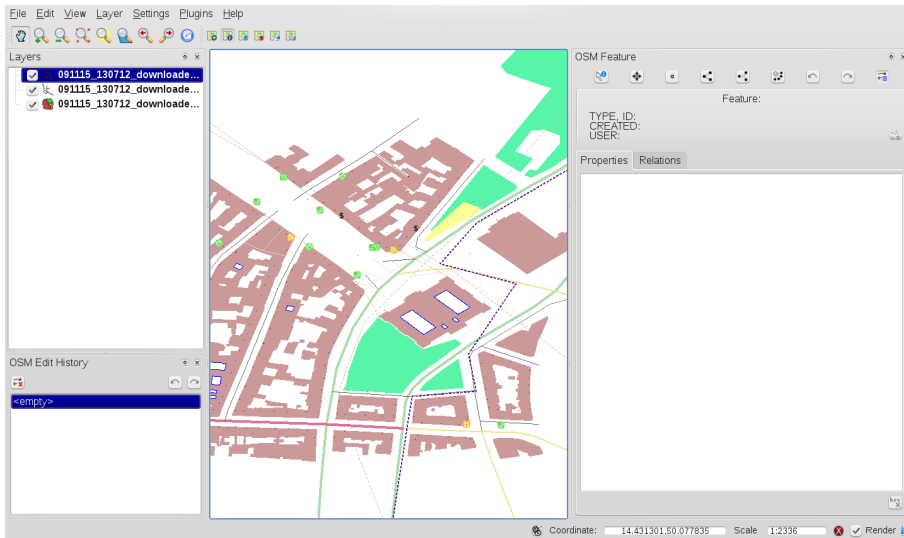 File Edit View Layer Settings Plugins Help
Layers
091115_130712_downloade...
091115_130712_downloade...
091115_130712_downloade...
OSM Edit History
<empty>
OSM Feature
Feature:
TYPE, ID:
CREATED:
USER:
Properties Relations
$
$
Coordinate: 14.431301,50.077835 Scale 1:2336 Render